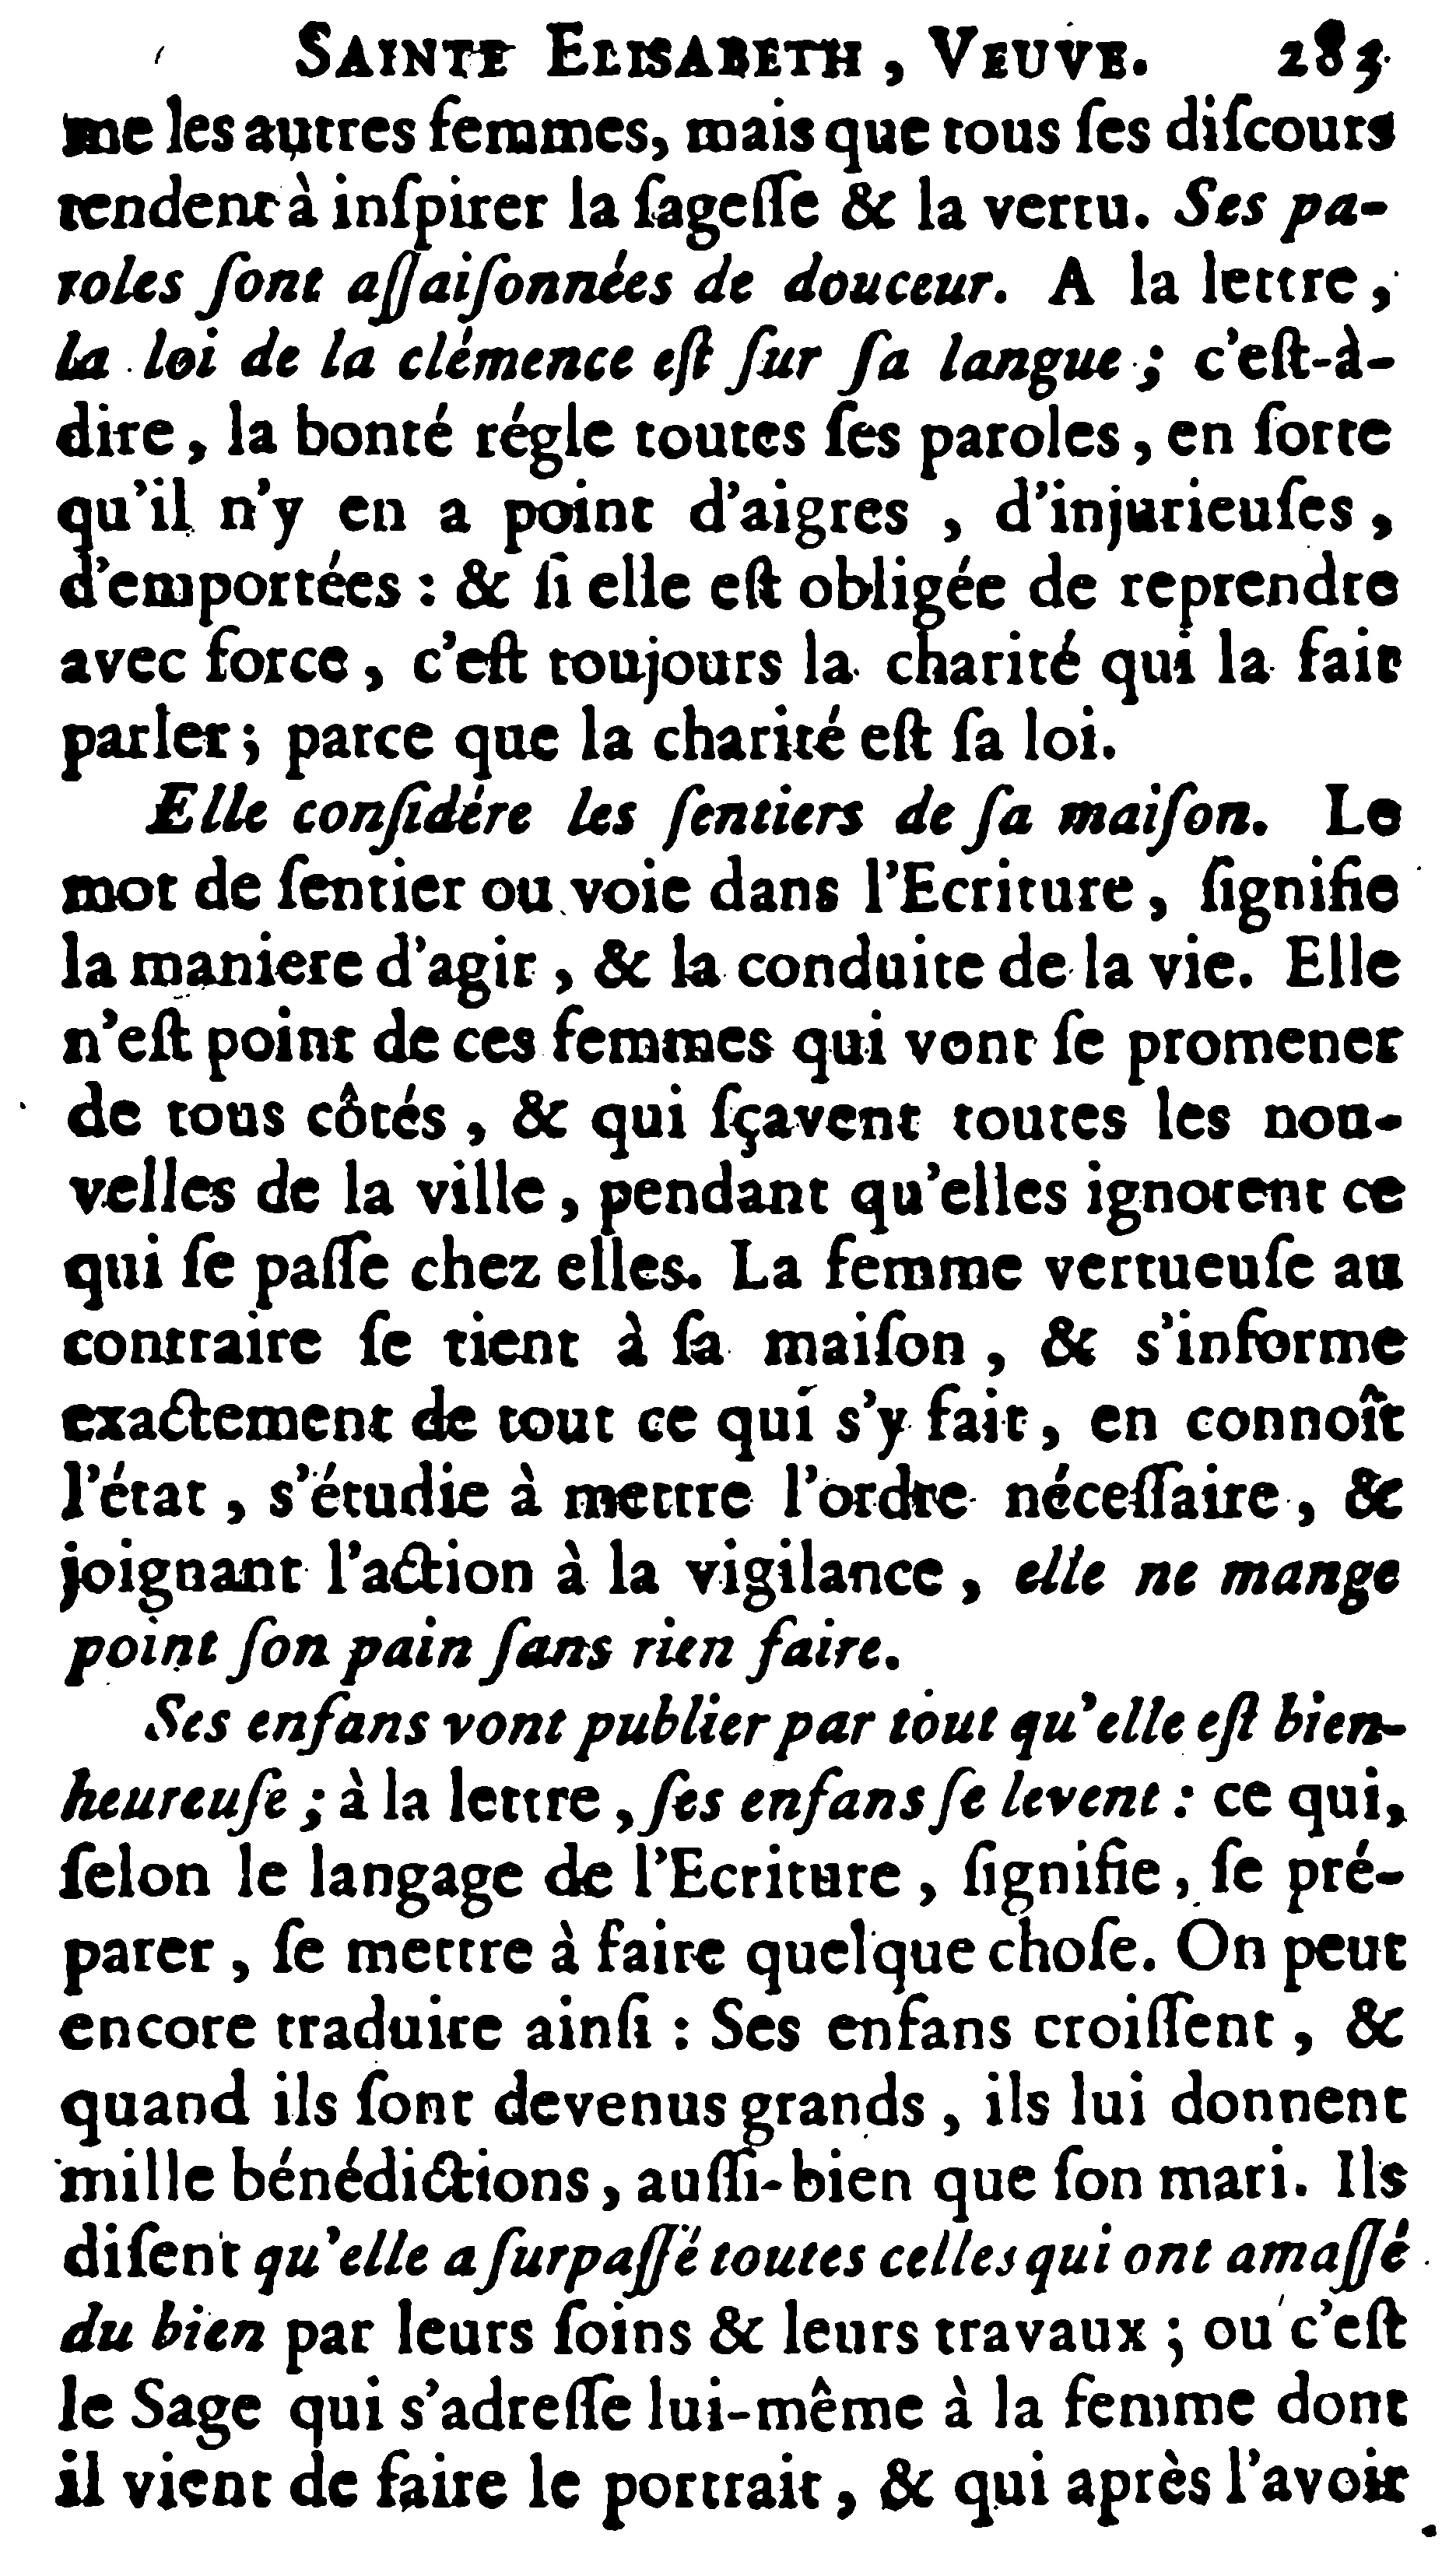 SAINTE ELISABETH, VEUVE. 283
me les autres femmes, mais que tous ſes diſcours
tendent à inſpirer la ſageſſe & la vertu. Ses pa-
roles ſont aſſaiſonnées de douceur. A la lettre,
la loi de la clémence eſt ſur ſa langue ; c'eſt-à-
dire, la bonté régle toutes ſes paroles, en ſorte
qu'il n'y en a point d'aigres , d'injurieuſes ,
d'emportées : & ſi elle eſt obligée de reprendre
avec force, c'eſt toujours la charité qui la fait
parler ; parce que la charité eſt ſa loi.
Elle conſidére les ſentiers de ſa maiſon. Le
mot de ſentier ou voie dans l'Ecriture, ſignifie
la maniere d'agir , & la conduite de la vie. Elle
n'eſt point de ces femmes qui vont ſe promener
de tous côtés , & qui ſçavent toutes les nou-
velles de la ville, pendant qu'elles ignorent ce
qui ſe paſſe chez elles. La femme vertueuſe au
contraire ſe tient à ſa maiſon , & s'informe
exactement de tout ce qui s'y fait, en connoît
l'état , s'étudie à mettre l'ordre néceſſaire , &
joignant l'action à la vigilance , elle ne mange
point ſon pain ſans rien faire.
Ses enfans vont publier par tout qu'elle eſt bien-
heureuſe ; à la lettre , ſes enfans ſe levent : ce qui,
ſelon le langage de l'Ecriture , ſignifie, ſe pré-
parer , ſe mettre à faire quelque choſe. On peut
encore traduire ainſi : Ses enfans croiſſent , &
quand ils ſont devenus grands , ils lui donnent
mille bénédictions, auſſi-bien que ſon mari. Ils
diſent qu'elle a ſurpaſſé toutes celles qui ont amaſſé
du bien par leurs ſoins & leurs travaux ; ou c'eſt
le Sage qui s'adreſſe lui-même à la femme dont
il vient de faire le portrait, & qui après l'avoir